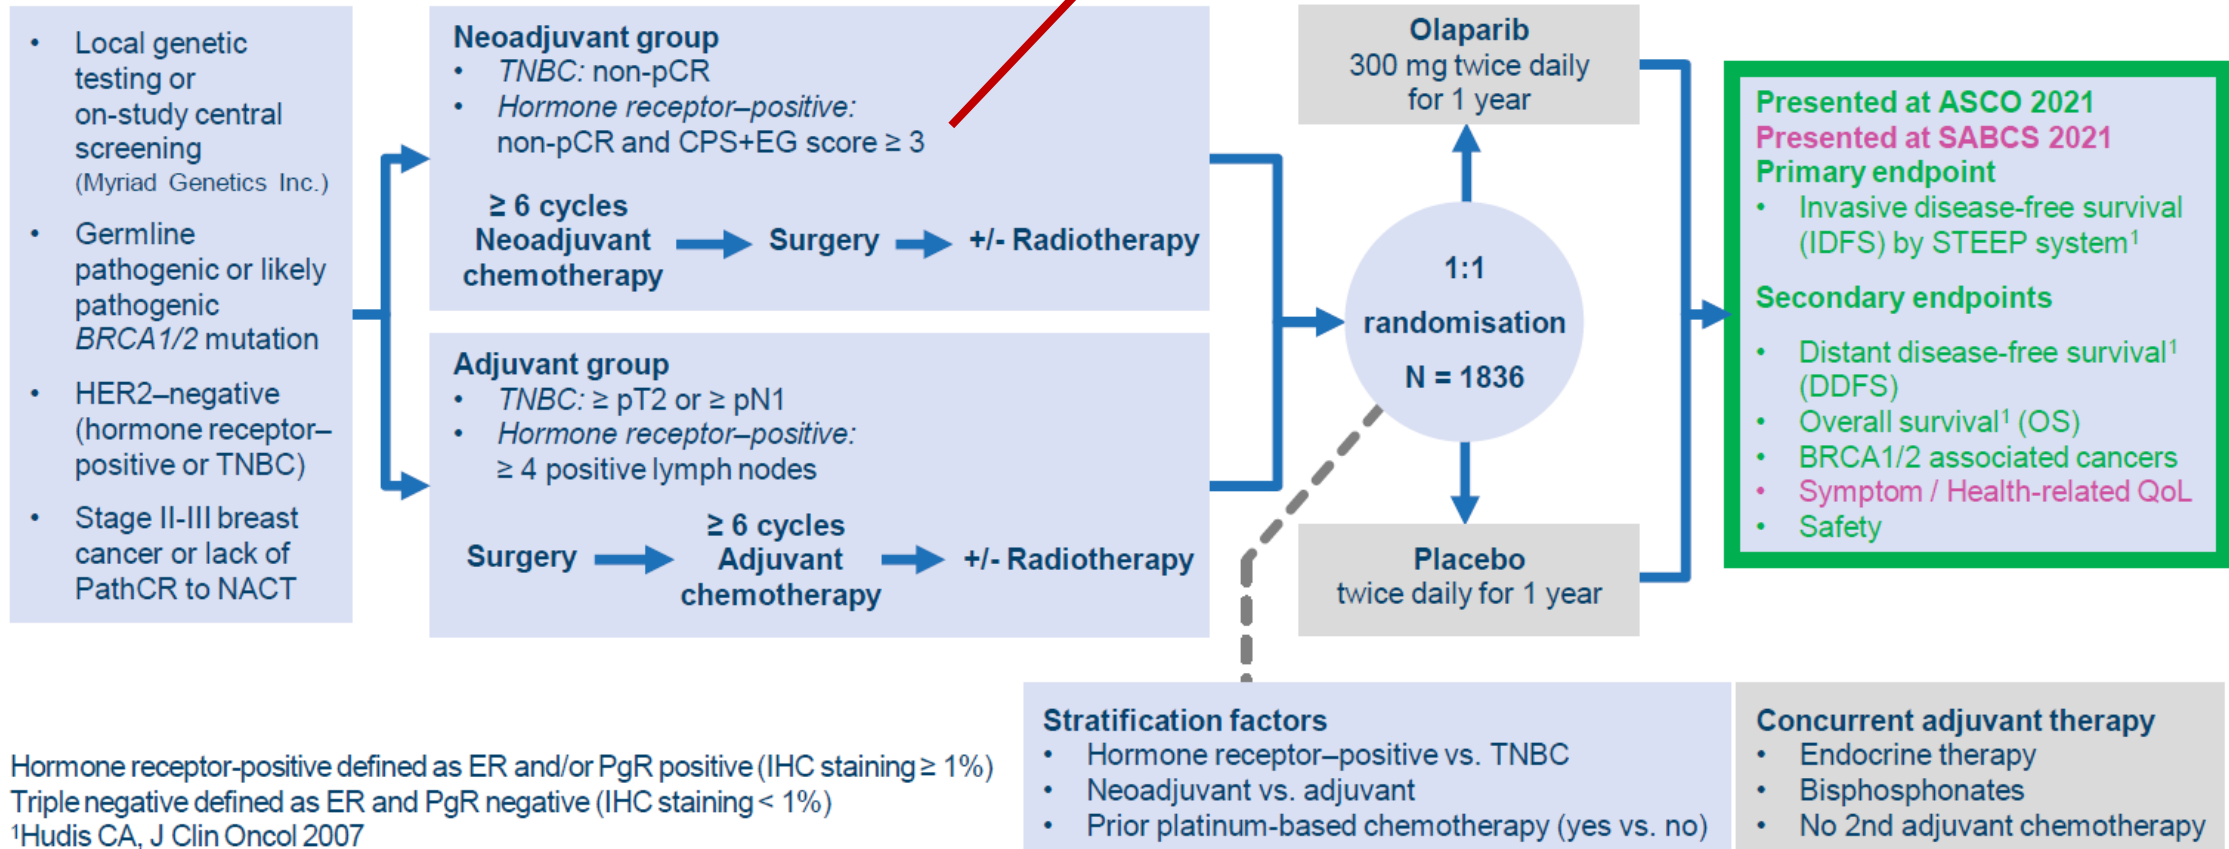 • Local genetic
testing or
on-study central
screening
(Myriad Genetics Inc.)
• Germline
pathogenic or likely
pathogenic
BRCA1/2 mutation
• HER2–negative
(hormone receptor–
positive or TNBC)
• Stage II-III breast
cancer or lack of
PathCR to NACT
Neoadjuvant group
• TNBC: non-pCR
• Hormone receptor–positive:
non-pCR and CPS+EG score ≥ 3
≥ 6 cycles
Neoadjuvant
chemotherapy
Surgery
+/- Radiotherapy
Adjuvant group
• TNBC: ≥ pT2 or ≥ pN1
• Hormone receptor–positive:
≥ 4 positive lymph nodes
Surgery
≥ 6 cycles
Adjuvant
chemotherapy
+/- Radiotherapy
Olaparib
300 mg twice daily
for 1 year
1:1
randomisation
N = 1836
Placebo
twice daily for 1 year
Presented at ASCO 2021
Presented at SABCS 2021
Primary endpoint
• Invasive disease-free survival
(IDFS) by STEEP system¹
Secondary endpoints
• Distant disease-free survival¹
(DDFS)
• Overall survival¹ (OS)
• BRCA1/2 associated cancers
• Symptom / Health-related QoL
• Safety
Stratification factors
• Hormone receptor–positive vs. TNBC
• Neoadjuvant vs. adjuvant
• Prior platinum-based chemotherapy (yes vs. no)
Concurrent adjuvant therapy
• Endocrine therapy
• Bisphosphonates
• No 2nd adjuvant chemotherapy
Hormone receptor-positive defined as ER and/or PgR positive (IHC staining ≥ 1%)
Triple negative defined as ER and PgR negative (IHC staining < 1%)
¹Hudis CA, J Clin Oncol 2007